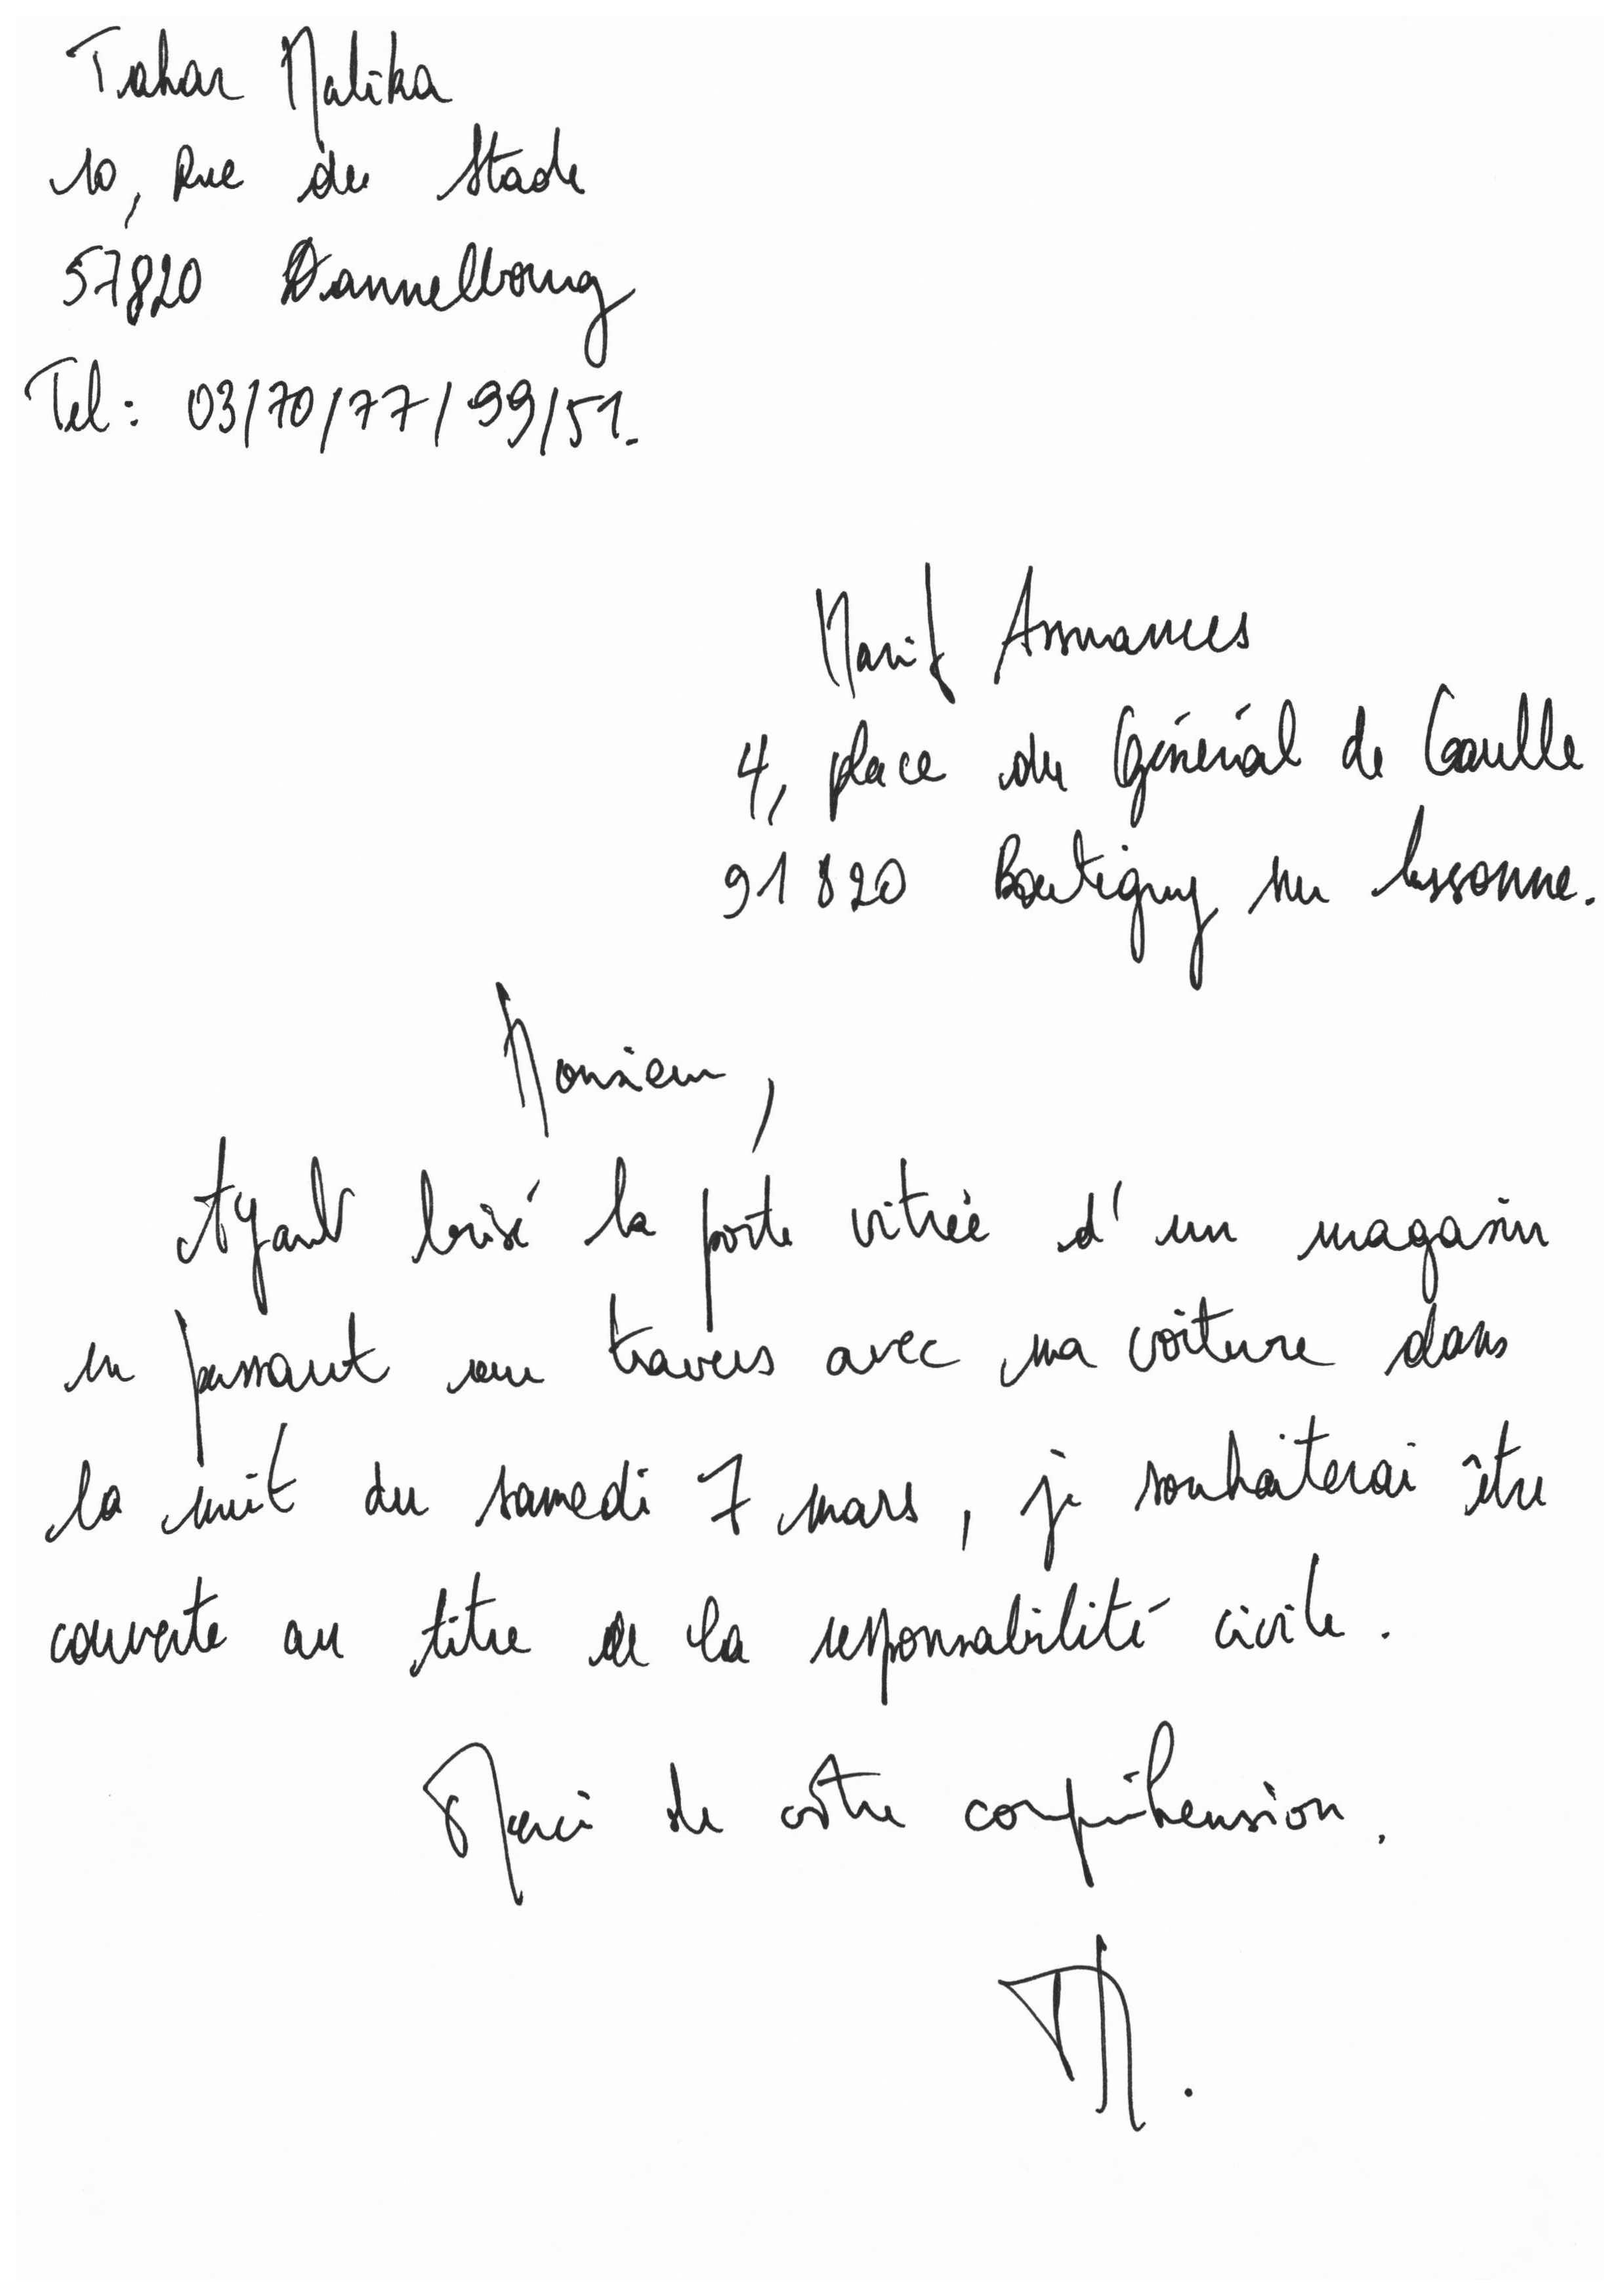 Tahar Malika
10, Rue du Stade
57820 Dannelbourg
Tel : 03/70/77/99/51.
Marif Assurances
4, place du Général de Gaulle
91820 Boutigny sur Essonne.
Monsieur,
Ayant brisé la porte vitrée d'un magasin
en passant au travers avec ma voiture dans
la nuit du samedi 7 mars, je souhaiterai être
couverte au titre de la responsabilité civile.
Merci de votre compréhension.
TM.